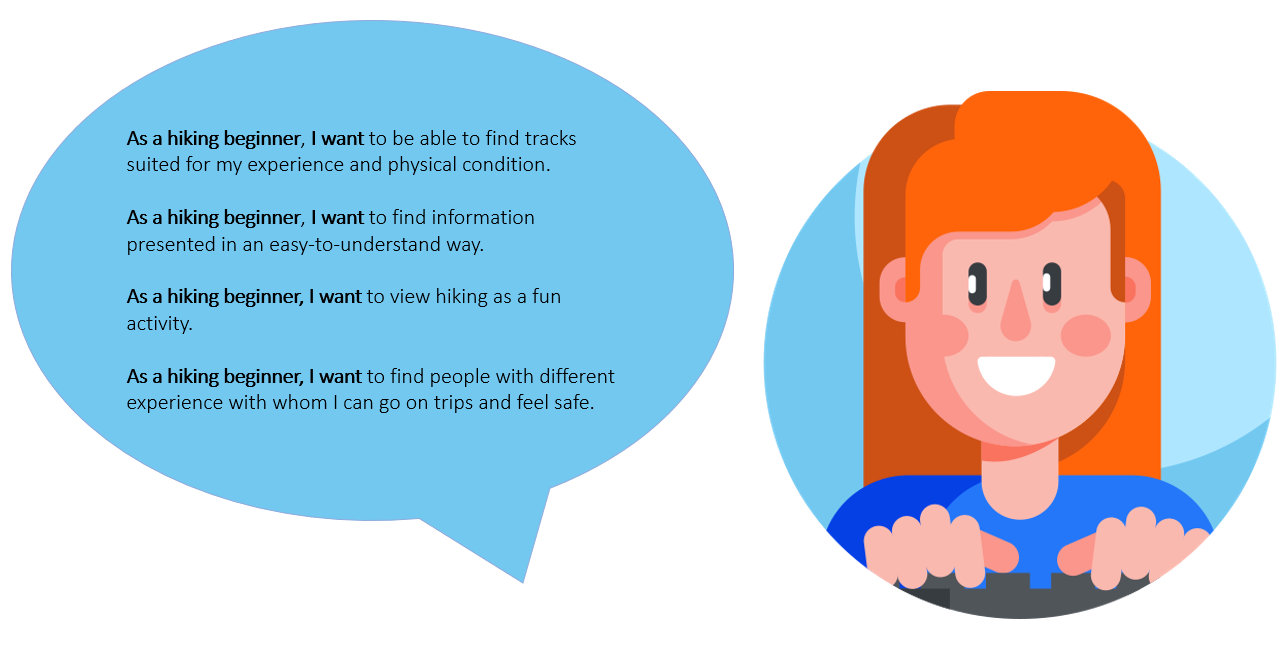 As a hiking beginner, I want to be able to find tracks
suited for my experience and physical condition.
As a hiking beginner, I want to find information
presented in an easy-to-understand way.
As a hiking beginner, I want to view hiking as a fun
activity.
As a hiking beginner, I want to find people with different
experience with whom I can go on trips and feel safe.